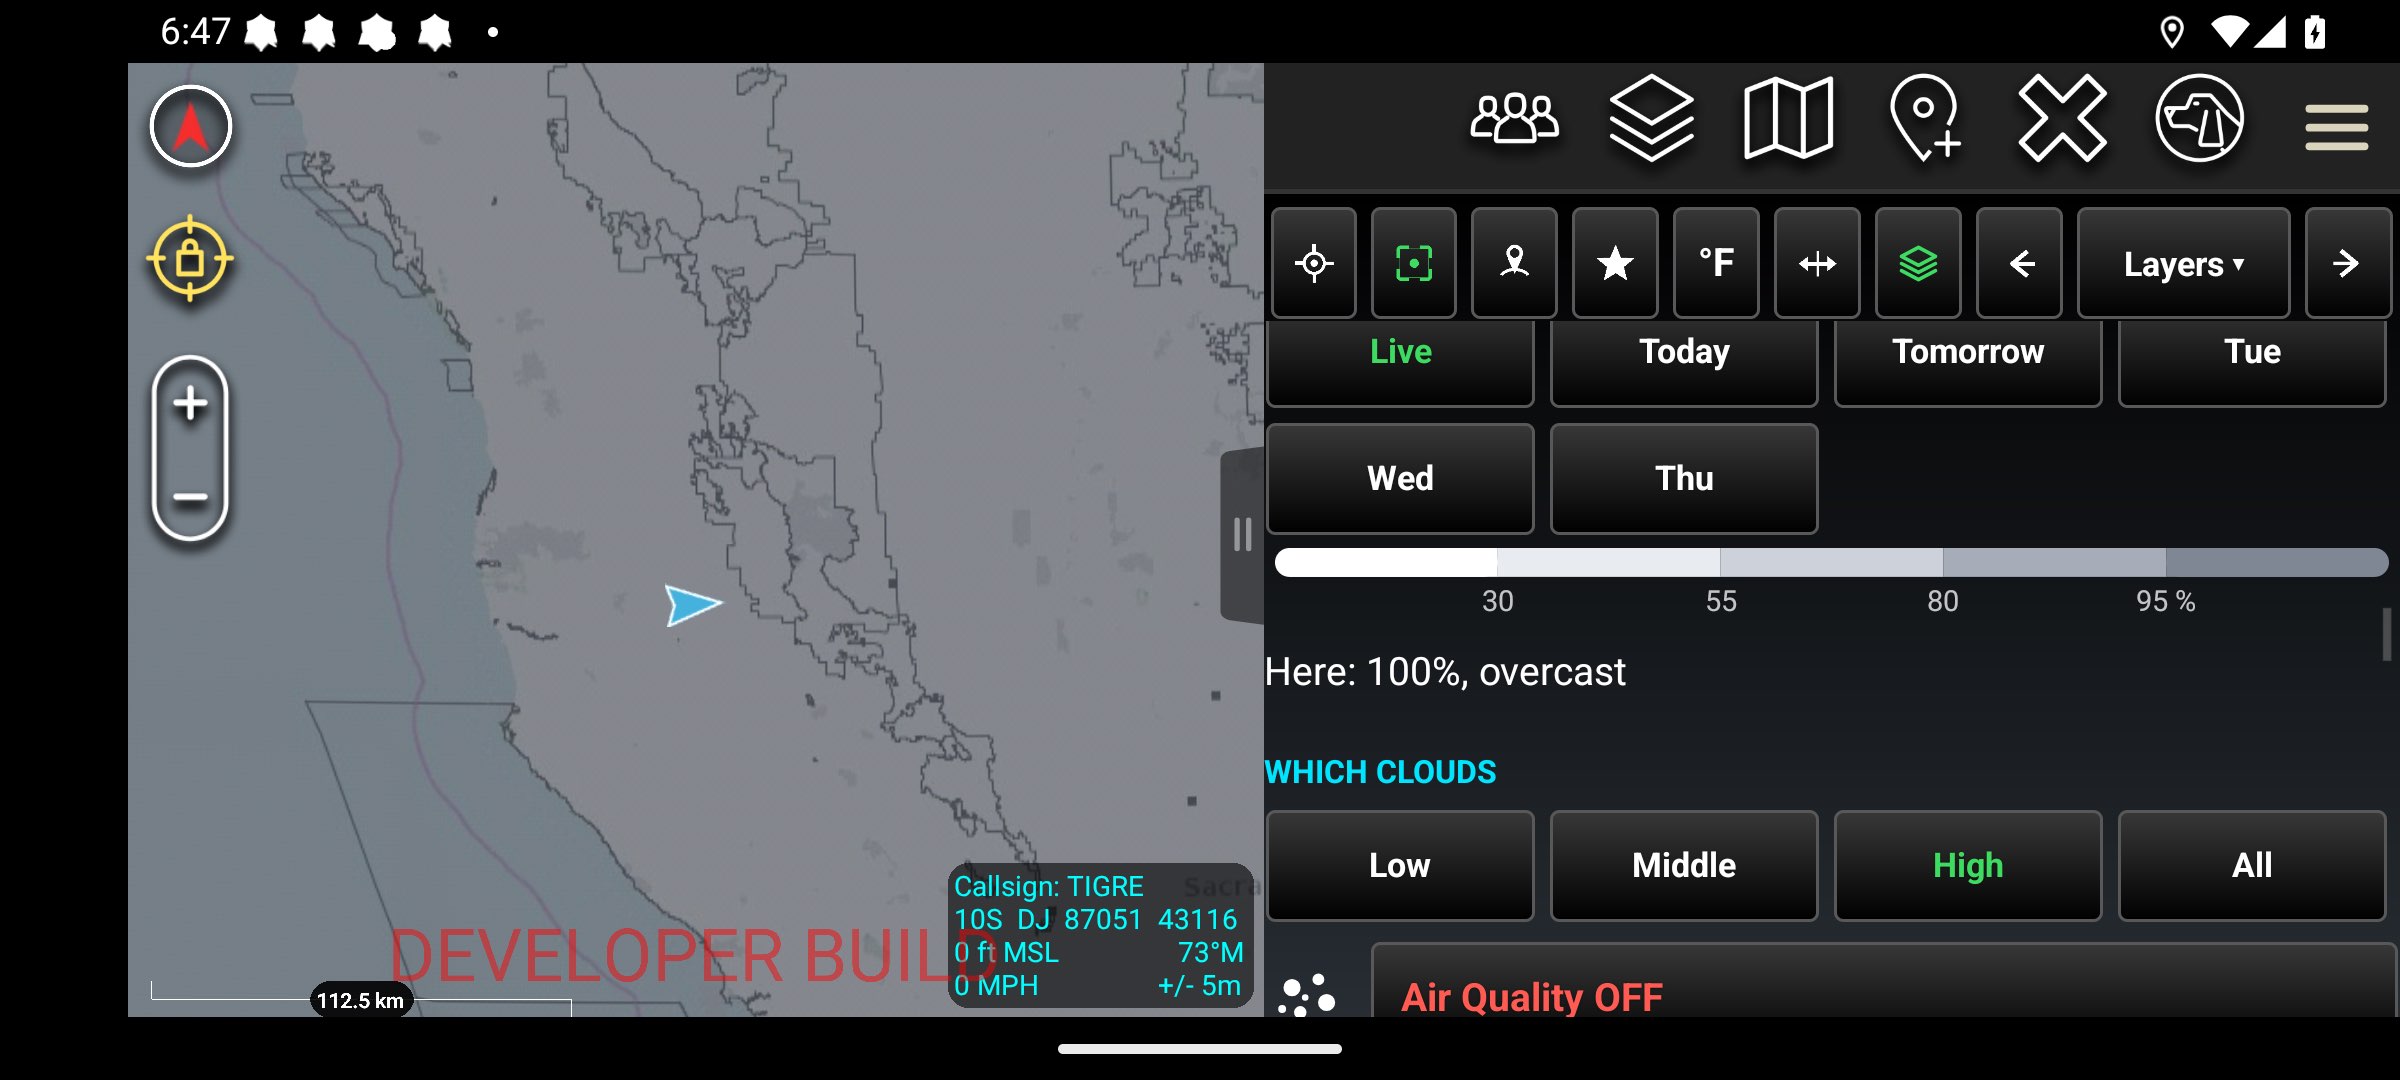 6:47
°F
Layers ▾
Live
Today
Tomorrow
Tue
Wed
Thu
30
55
80
95 %
Here: 100%, overcast
WHICH CLOUDS
Low
Middle
High
All
Air Quality OFF
Sacra
Callsign: TIGRE
10S DJ 87051 43116
0 ft MSL 73°M
0 MPH +/- 5m
DEVELOPER BUILD
112.5 km